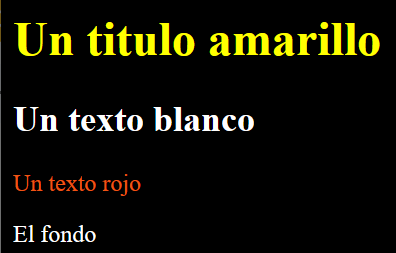 Un titulo amarillo
Un texto blanco
Un texto rojo
El fondo